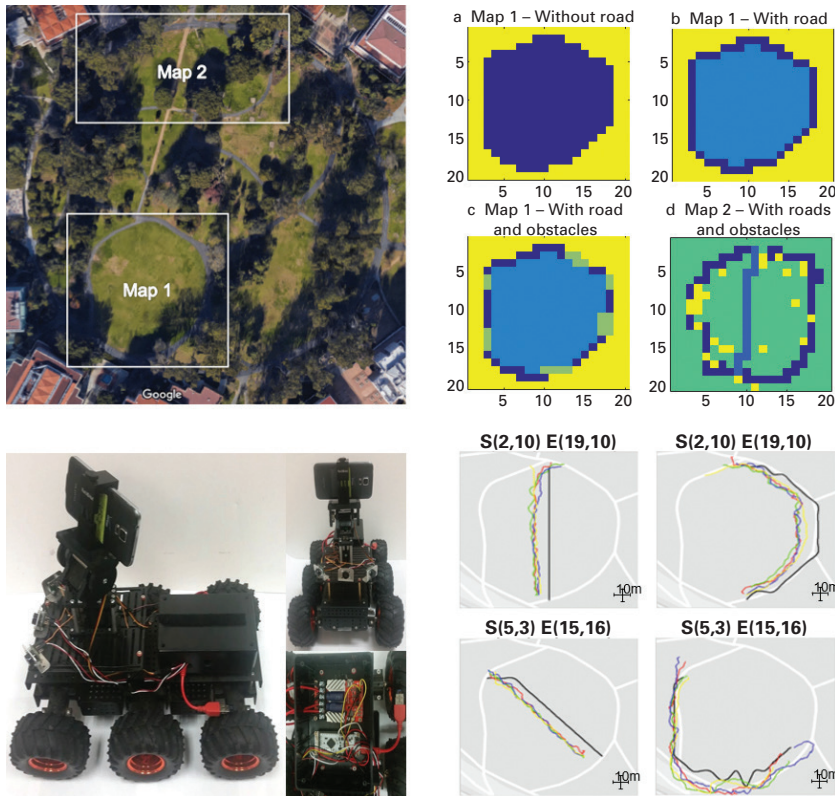 Map 2
Map 1
Google
a Map 1 – Without road
5
10
15
20
5 10 15 20
b Map 1 – With road
5
10
15
20
5 10 15 20
c Map 1 – With road
and obstacles
5
10
15
20
5 10 15 20
d Map 2 – With roads
and obstacles
5
10
15
20
5 10 15 20
S(2,10) E(19,10)
10m
S(2,10) E(19,10)
10m
S(5,3) E(15,16)
10m
S(5,3) E(15,16)
10m